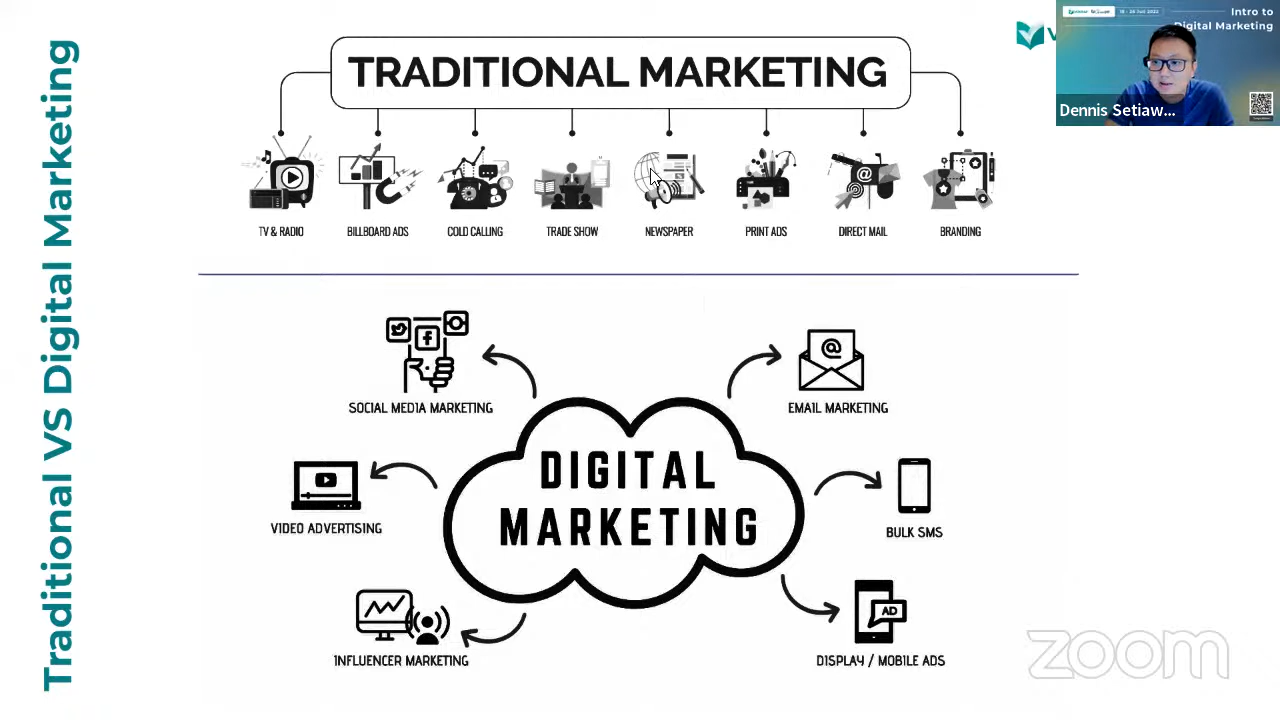 Traditional VS Digital Marketing
TRADITIONAL MARKETING
TV & RADIO
BILLBOARD ADS
COLD CALLING
TRADE SHOW
NEWSPAPER
PRINT ADS
DIRECT MAIL
BRANDING
Intro to
Digital Marketing
Dennis Setiaw...
SOCIAL MEDIA MARKETING
EMAIL MARKETING
DIGITAL
MARKETING
VIDEO ADVERTISING
BULK SMS
AD
INFLUENCER MARKETING
DISPLAY / MOBILE ADS
zoom